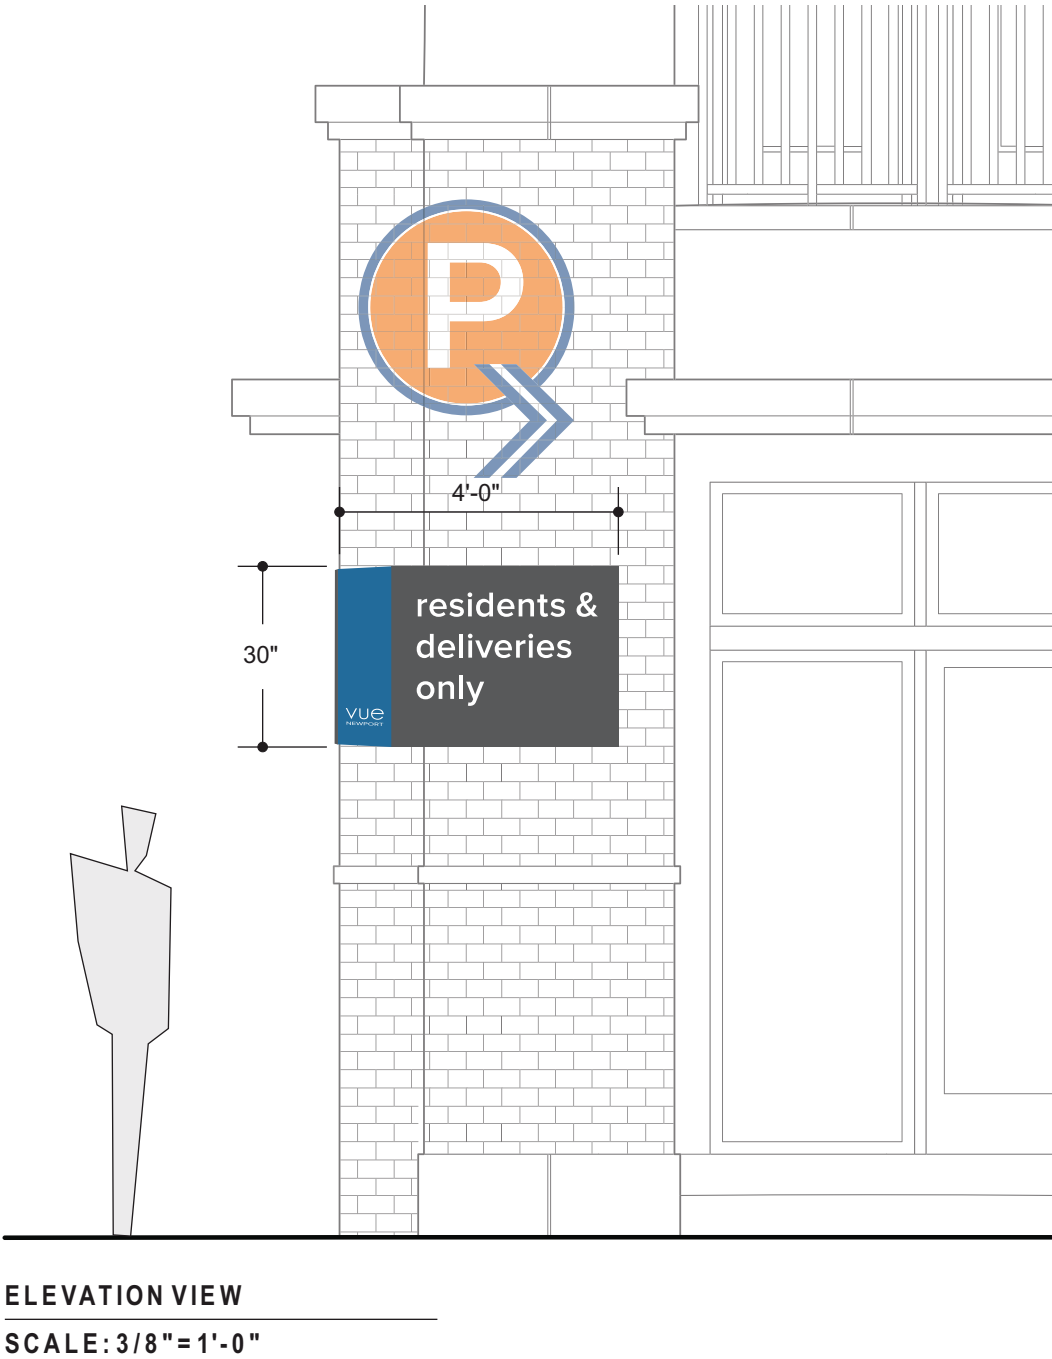 P
4'-0"
30"
residents &
deliveries
only
vue
NEWPORT
ELEVATION VIEW
SCALE: 3/8"=1'-0"